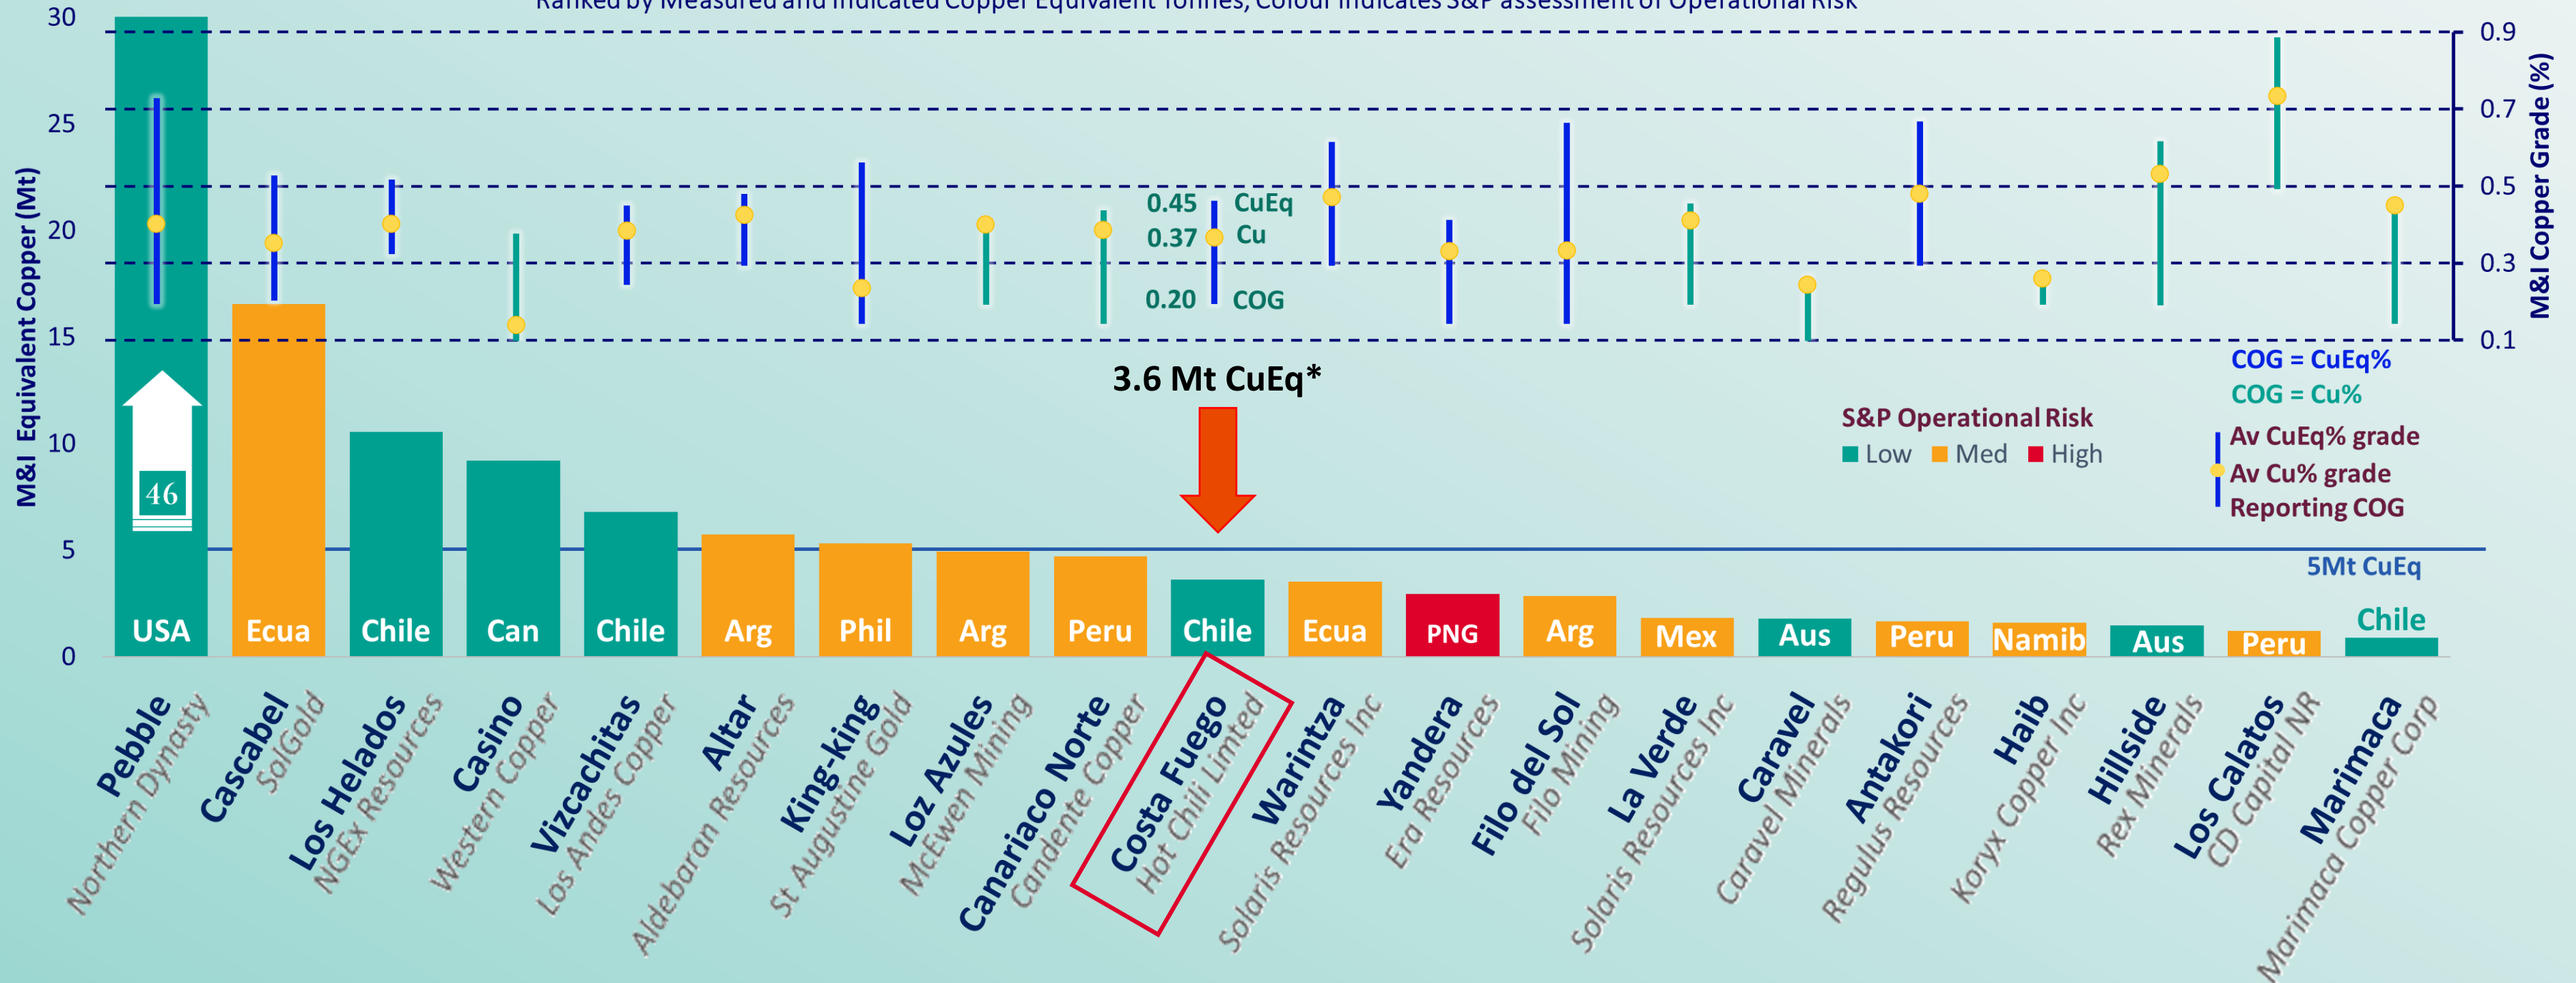 Ranked by Measured and Indicated Copper Equivalent Tonnes, Colour Indicates S&P assessment of Operational Risk
M&I Equivalent Copper (Mt)
30
25
20
15
10
5
0
0.9
0.7
0.5
0.3
0.1
M&I Copper Grade (%)
0.45 CuEq
0.37 Cu
0.20 COG
3.6 Mt CuEq*
COG = CuEq%
COG = Cu%
S&P Operational Risk
Low Med High
Av CuEq% grade
Av Cu% grade
Reporting COG
46
5Mt CuEq
USA
Ecua
Chile
Can
Chile
Arg
Phil
Arg
Peru
Chile
Ecua
PNG
Arg
Mex
Aus
Peru
Namib
Aus
Peru
Chile
Pebble
Northern Dynasty
Cascabel
SolGold
Los Helados
NGEx Resources
Casino
Western Copper
Vizcachitas
Los Andes Copper
Altar
Aldebaran Resources
King-king
St Augustine Gold
Loz Azules
McEwen Mining
Canariaco Norte
Candente Copper
Costa Fuego
Hot Chili Limted
Warintza
Solaris Resources Inc
Yandera
Era Resources
Filo del Sol
Filo Mining
La Verde
Solaris Resources Inc
Caravel
Caravel Minerals
Antakori
Regulus Resources
Haib
Koryx Copper Inc
Hillside
Rex Minerals
Los Calatos
CD Capital NR
Marimaca
Marimaca Copper Corp